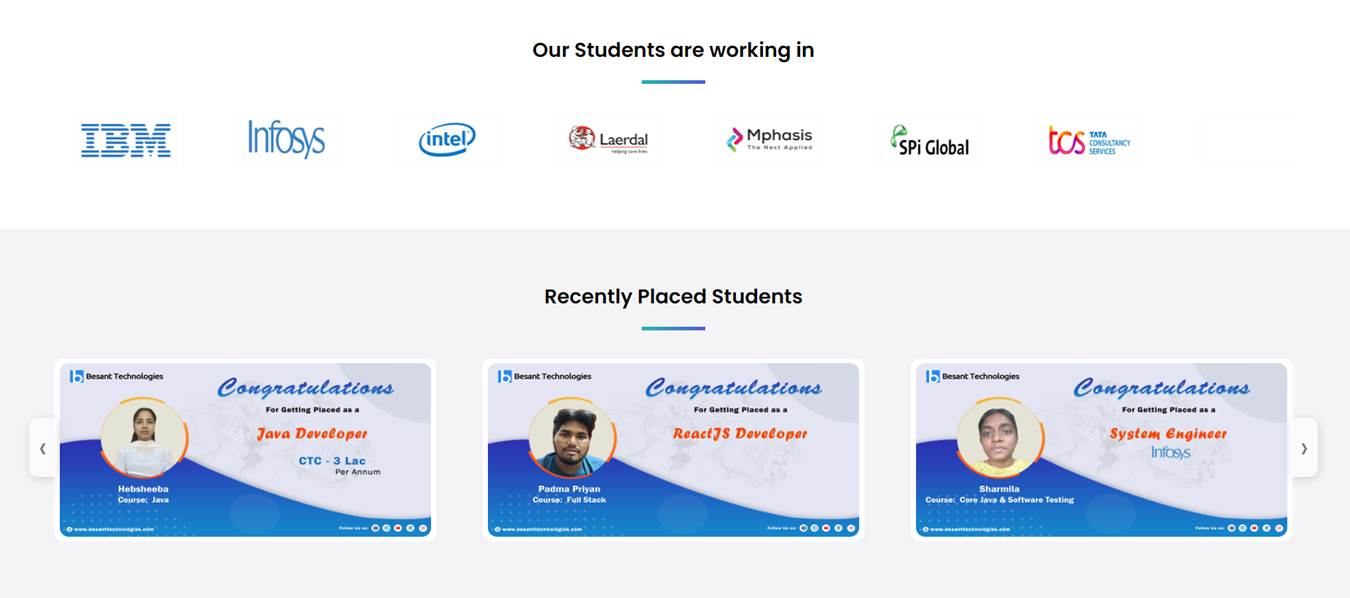 Our Students are working in
IBM
Infosys
intel
Laerdal
helping save lives
Mphasis
The Next Applied
SPi Global
tcs TATA
CONSULTANCY
SERVICES
Recently Placed Students
Besant Technologies
Congratulations
For Getting Placed as a
Java Developer
CTC - 3 Lac
Per Annum
Hebsheeba
Course: Java
www.besanttechnologies.com
Follow Us on:
Besant Technologies
Congratulations
For Getting Placed as a
ReactJS Developer
Padma Priyan
Course: Full Stack
www.besanttechnologies.com
Follow Us on:
Besant Technologies
Congratulations
For Getting Placed as a
System Engineer
Infosys
Sharmila
Course: Core Java & Software Testing
www.besanttechnologies.com
Follow Us on: